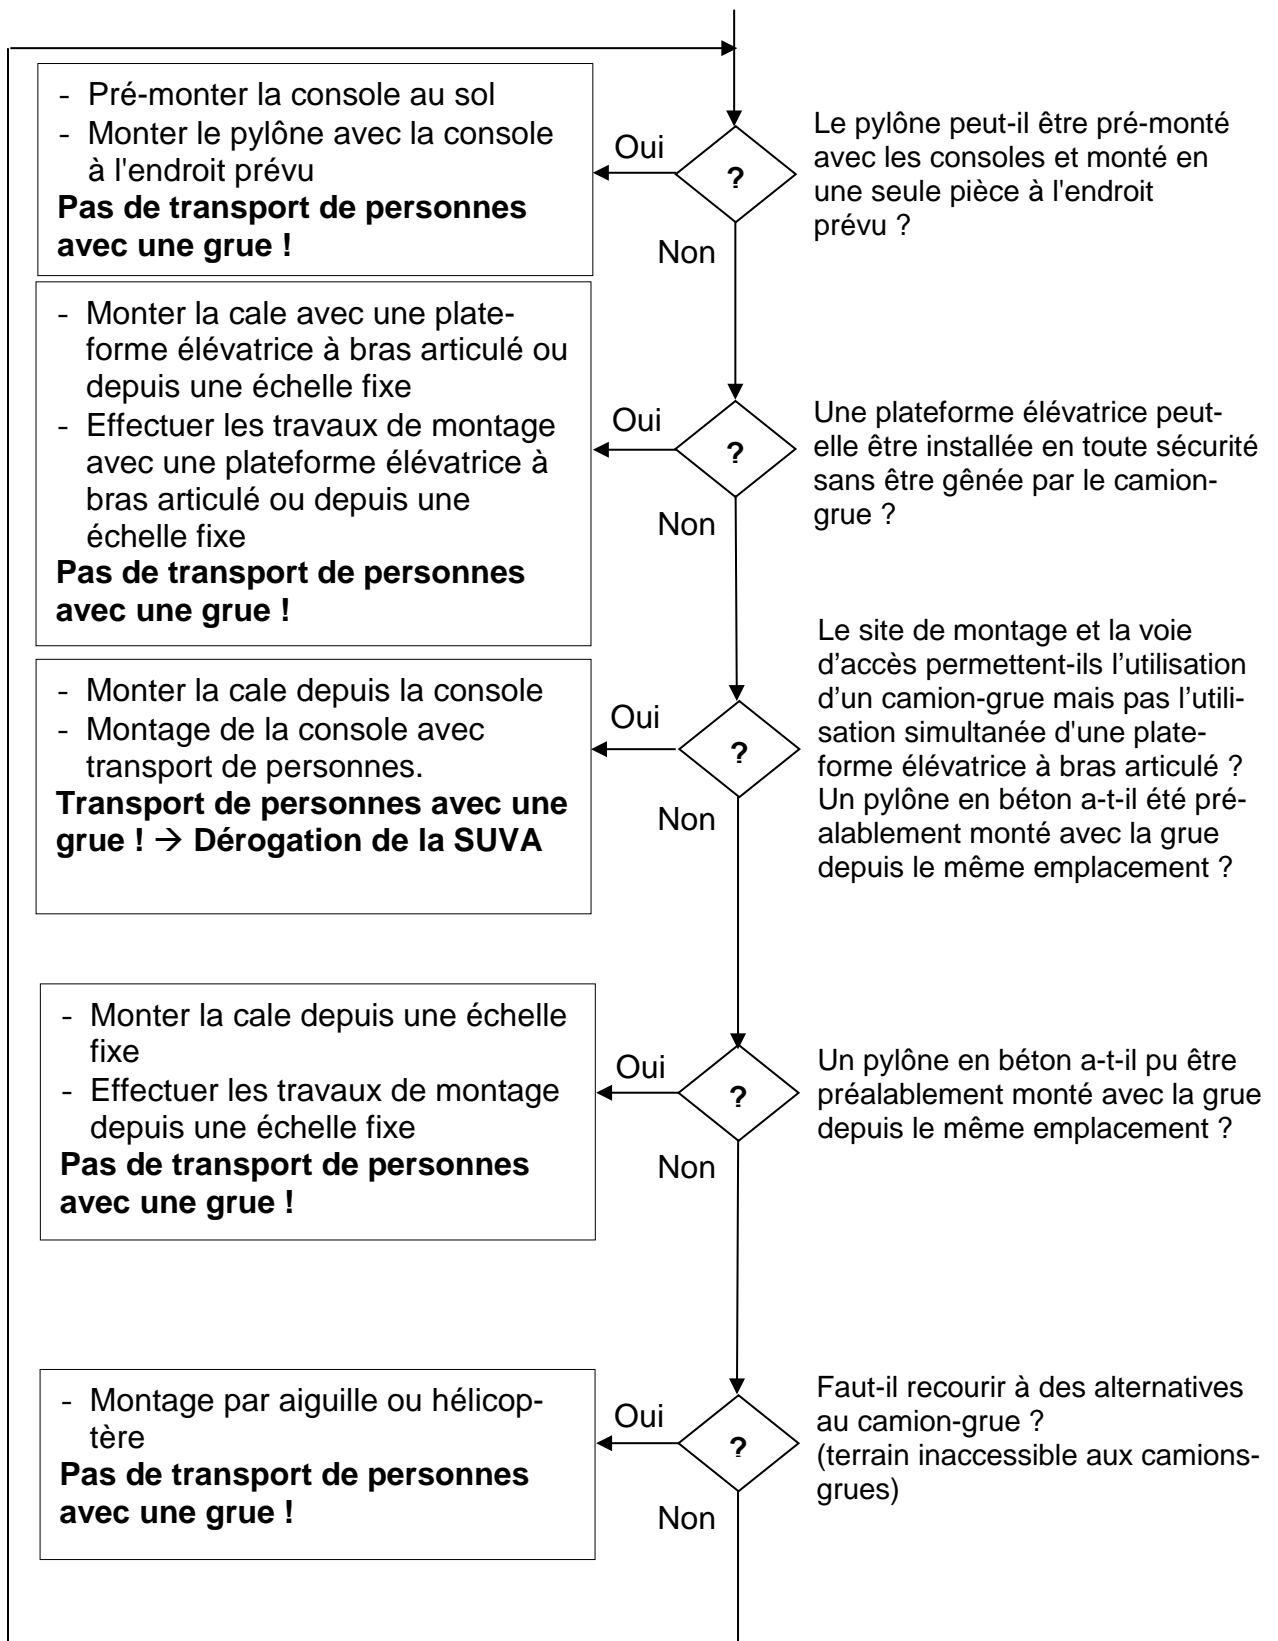 - Pré-monter la console au sol
- Monter le pylône avec la console
à l'endroit prévu
Pas de transport de personnes
avec une grue !
Oui
?
Non
Le pylône peut-il être pré-monté
avec les consoles et monté en
une seule pièce à l'endroit
prévu ?
- Monter la cale avec une plate-
forme élévatrice à bras articulé ou
depuis une échelle fixe
- Effectuer les travaux de montage
avec une plateforme élévatrice à
bras articulé ou depuis une
échelle fixe
Pas de transport de personnes
avec une grue !
Oui
?
Non
Une plateforme élévatrice peut-
elle être installée en toute sécurité
sans être gênée par le camion-
grue ?
- Monter la cale depuis la console
- Montage de la console avec
transport de personnes.
Transport de personnes avec une
grue ! → Dérogation de la SUVA
Oui
?
Non
Le site de montage et la voie
d’accès permettent-ils l’utilisation
d’un camion-grue mais pas l’utili-
sation simultanée d'une plate-
forme élévatrice à bras articulé ?
Un pylône en béton a-t-il été pré-
alablement monté avec la grue
depuis le même emplacement ?
- Monter la cale depuis une échelle
fixe
- Effectuer les travaux de montage
depuis une échelle fixe
Pas de transport de personnes
avec une grue !
Oui
?
Non
Un pylône en béton a-t-il pu être
préalablement monté avec la grue
depuis le même emplacement ?
- Montage par aiguille ou hélicop-
tère
Pas de transport de personnes
avec une grue !
Oui
?
Non
Faut-il recourir à des alternatives
au camion-grue ?
(terrain inaccessible aux camions-
grues)